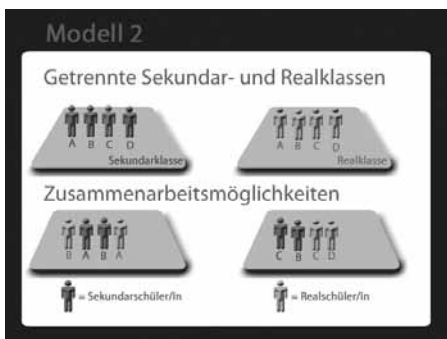 Modell 2
Getrennte Sekundar- und Realklassen
A B C D
Sekundarklasse
A B C D
Realklasse
Zusammenarbeitsmöglichkeiten
B A B A
C B C D
= Sekundarschüler/in
= Realschüler/in